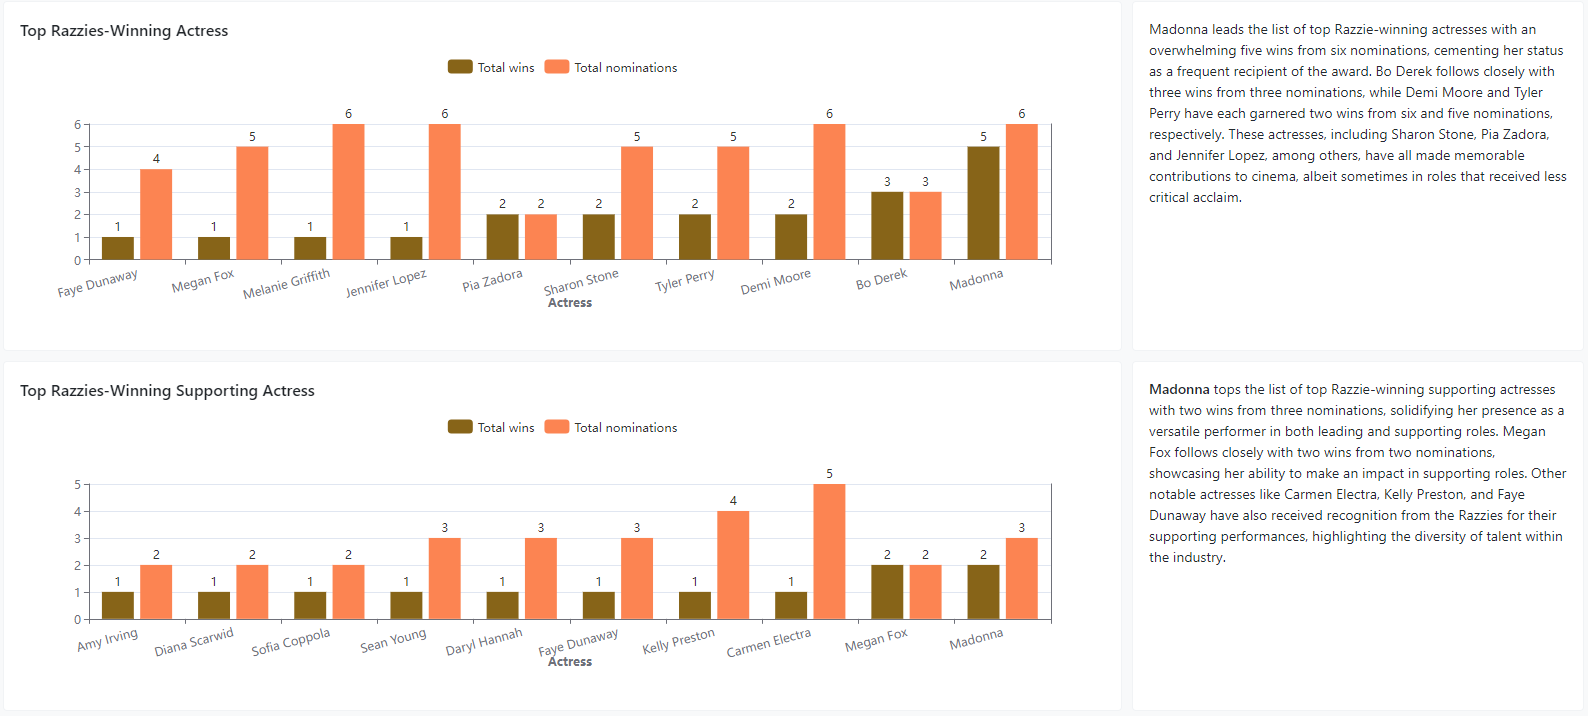 Top Razzies-Winning Actress
Total wins Total nominations
6
5
4
3
2
1
0
1 4 1 5 1 6 1 6 2 2 2 5 2 5 2 6 3 3 5 6
Faye Dunaway Megan Fox Melanie Griffith Jennifer Lopez Pia Zadora Sharon Stone Tyler Perry Demi Moore Bo Derek Madonna
Actress
Madonna leads the list of top Razzie-winning actresses with an
overwhelming five wins from six nominations, cementing her status
as a frequent recipient of the award. Bo Derek follows closely with
three wins from three nominations, while Demi Moore and Tyler
Perry have each garnered two wins from six and five nominations,
respectively. These actresses, including Sharon Stone, Pia Zadora,
and Jennifer Lopez, among others, have all made memorable
contributions to cinema, albeit sometimes in roles that received less
critical acclaim.
Top Razzies-Winning Supporting Actress
Total wins Total nominations
5
4
3
2
1
0
1 2 1 2 1 2 1 3 1 3 1 3 1 4 1 5 2 2 2 3
Amy Irving Diana Scarwid Sofia Coppola Sean Young Daryl Hannah Faye Dunaway Kelly Preston Carmen Electra Megan Fox Madonna
Actress
Madonna tops the list of top Razzie-winning supporting actresses
with two wins from three nominations, solidifying her presence as a
versatile performer in both leading and supporting roles. Megan
Fox follows closely with two wins from two nominations,
showcasing her ability to make an impact in supporting roles. Other
notable actresses like Carmen Electra, Kelly Preston, and Faye
Dunaway have also received recognition from the Razzies for their
supporting performances, highlighting the diversity of talent within
the industry.